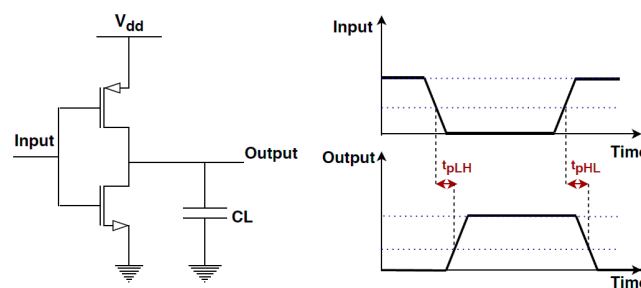 Vdd
Input
Output
CL
Input
Time
Output
tpLH
tpHL
Time